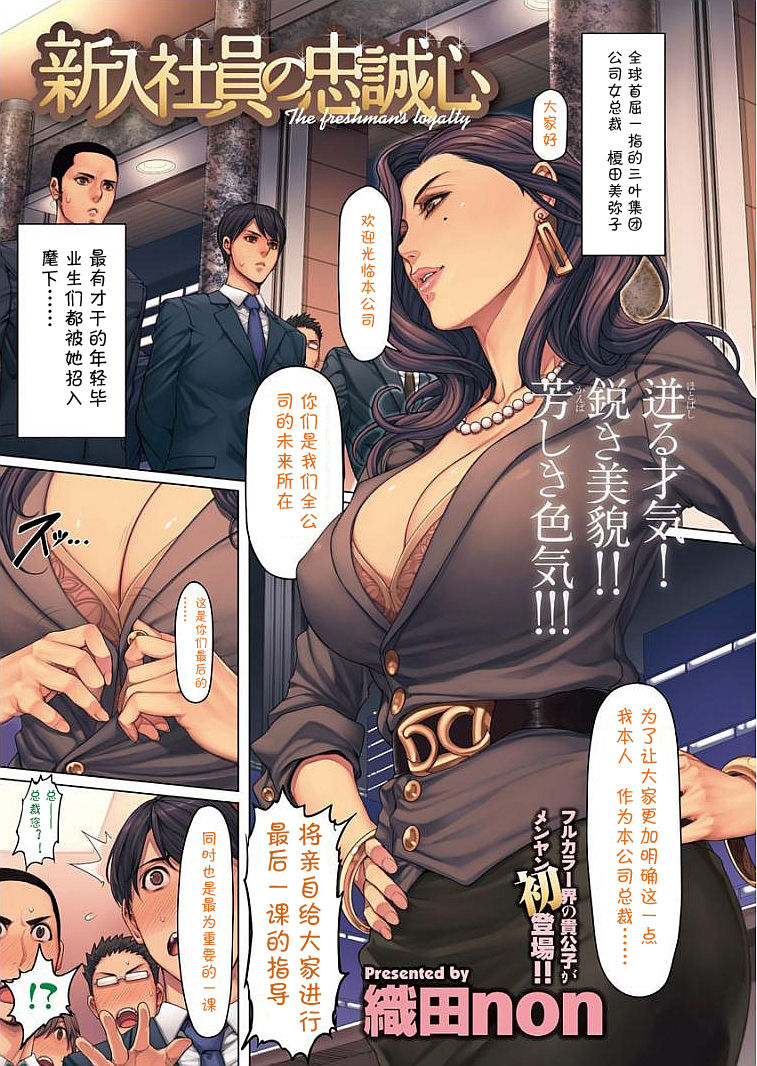 新入社員の忠誠心
The freshman's loyalty
全球首屈一指的三叶集团
公司女总裁 榎田美弥子
大家好
欢迎光临本公司
最有才干的年轻毕
业生们都被她招入
麾下……
你们是我们全公
司的未来所在
迸る才気!
ほとばし
鋭き美貌!!
芳しき色気!!!
かんば
スッ…
这是你们最后的
……
为了让大家更加明确这一点
我本人 作为本公司总裁……
将亲自给大家进行
最后一课的指导
总——
总裁您?!
同时也是最为重要的一课
!?
フルカラー界の貴公子が
メンヤン初登場!!
Presented by
織田non